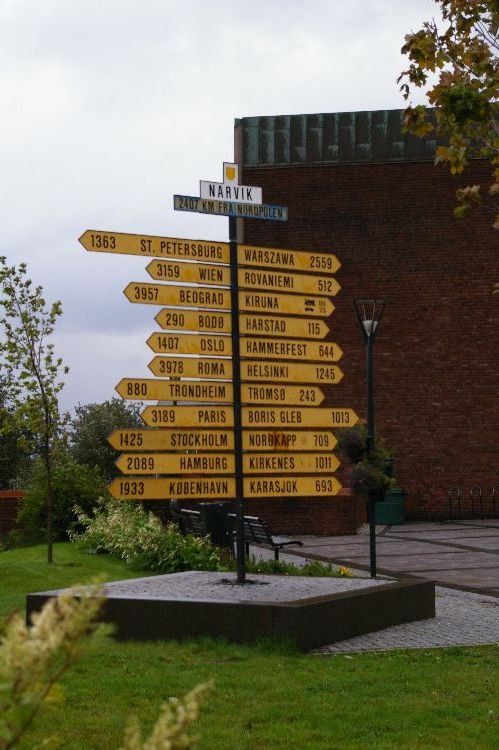 NARVIK
2407 KM FRA NORDPOLEN
1363 ST. PETERSBURG WARSZAWA 2559
3159 WIEN ROVANIEMI 512
3957 BEOGRAD KIRUNA
290 BODØ HARSTAD 115
1407 OSLO HAMMERFEST 644
3978 ROMA HELSINKI 1245
880 TRONDHEIM TROMSØ 243
3189 PARIS BORIS GLEB 1013
1425 STOCKHOLM NORDKAPP 709
2089 HAMBURG KIRKENES 1011
1933 KØBENHAVN KARASJOK 693